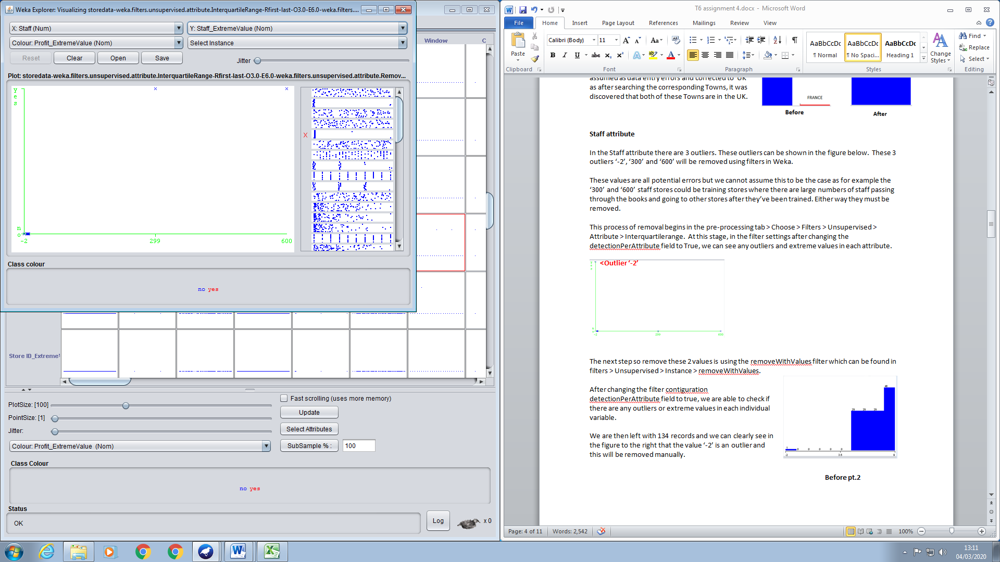 Weka Explorer: Visualizing storedata-weka.filters.unsupervised.attribute.InterquartileRange-Rfirst-last-O3.0-E6.0-weka.filters....
X: Staff (Num)
Y: Staff_ExtremeValue (Nom)
Colour: Profit_ExtremeValue (Nom)
Select Instance
Reset
Clear
Open
Save
Jitter
Plot: storedata-weka.filters.unsupervised.attribute.InterquartileRange-Rfirst-last-O3.0-E6.0-weka.filters.unsupervised.attribute.Remov...
yes
no
-2
299
600
X
Class colour
no yes
Window
C
Store ID_Extreme
PlotSize: [100]
PointSize: [1]
Jitter:
Fast scrolling (uses more memory)
Update
Select Attributes
Colour: Profit_ExtremeValue (Nom)
SubSample % :
100
Class Colour
no yes
Status
OK
Log
x 0
T6 assignment 4.docx - Microsoft Word
File
Home
Insert
Page Layout
References
Mailings
Review
View
Paste
Clipboard
Calibri (Body)
11
Font
Paragraph
AaBbCcDc
¶ Normal
AaBbCcDc
¶ No Spaci...
AaBbCcDc
Heading 1
Change Styles
Styles
Find
Replace
Select
Editing
assumed as data entry errors and corrected to 'UK'
as after searching the corresponding Towns, it was
discovered that both of these Towns are in the UK.
FRANCE
Before
After
Staff attribute
In the Staff attribute there are 3 outliers. These outliers can be shown in the figure below. These 3
outliers ‘-2’, ‘300’ and ‘600’ will be removed using filters in Weka.
These values are all potential errors but we cannot assume this to be the case as for example the
‘300’ and ‘600’ staff stores could be training stores where there are large numbers of staff passing
through the books and going to other stores after they’ve been trained. Either way they must be
removed.
This process of removal begins in the pre-processing tab > Choose > Filters > Unsupervised >
Attribute > Interquartilerange. At this stage, in the filter settings after changing the
detectionPerAttribute field to True, we can see any outliers and extreme values in each attribute.
<Outlier ‘-2’
-2
299
600
The next step so remove these 2 values is using the removeWithValues filter which can be found in
filters > Unsupervised > Instance > removeWithValues.
After changing the filter contiguration
detectionPerAttribute field to true, we are able to check if
there are any outliers or extreme values in each individual
variable.
We are then left with 134 records and we can clearly see in
the figure to the right that the value ‘-2’ is an outlier and
this will be removed manually.
1 0 0 0 0 0 29 29 29 46
-2
3.5
9
Before pt.2
Page: 4 of 11
Words: 2,542
100%
13:11
04/03/2020